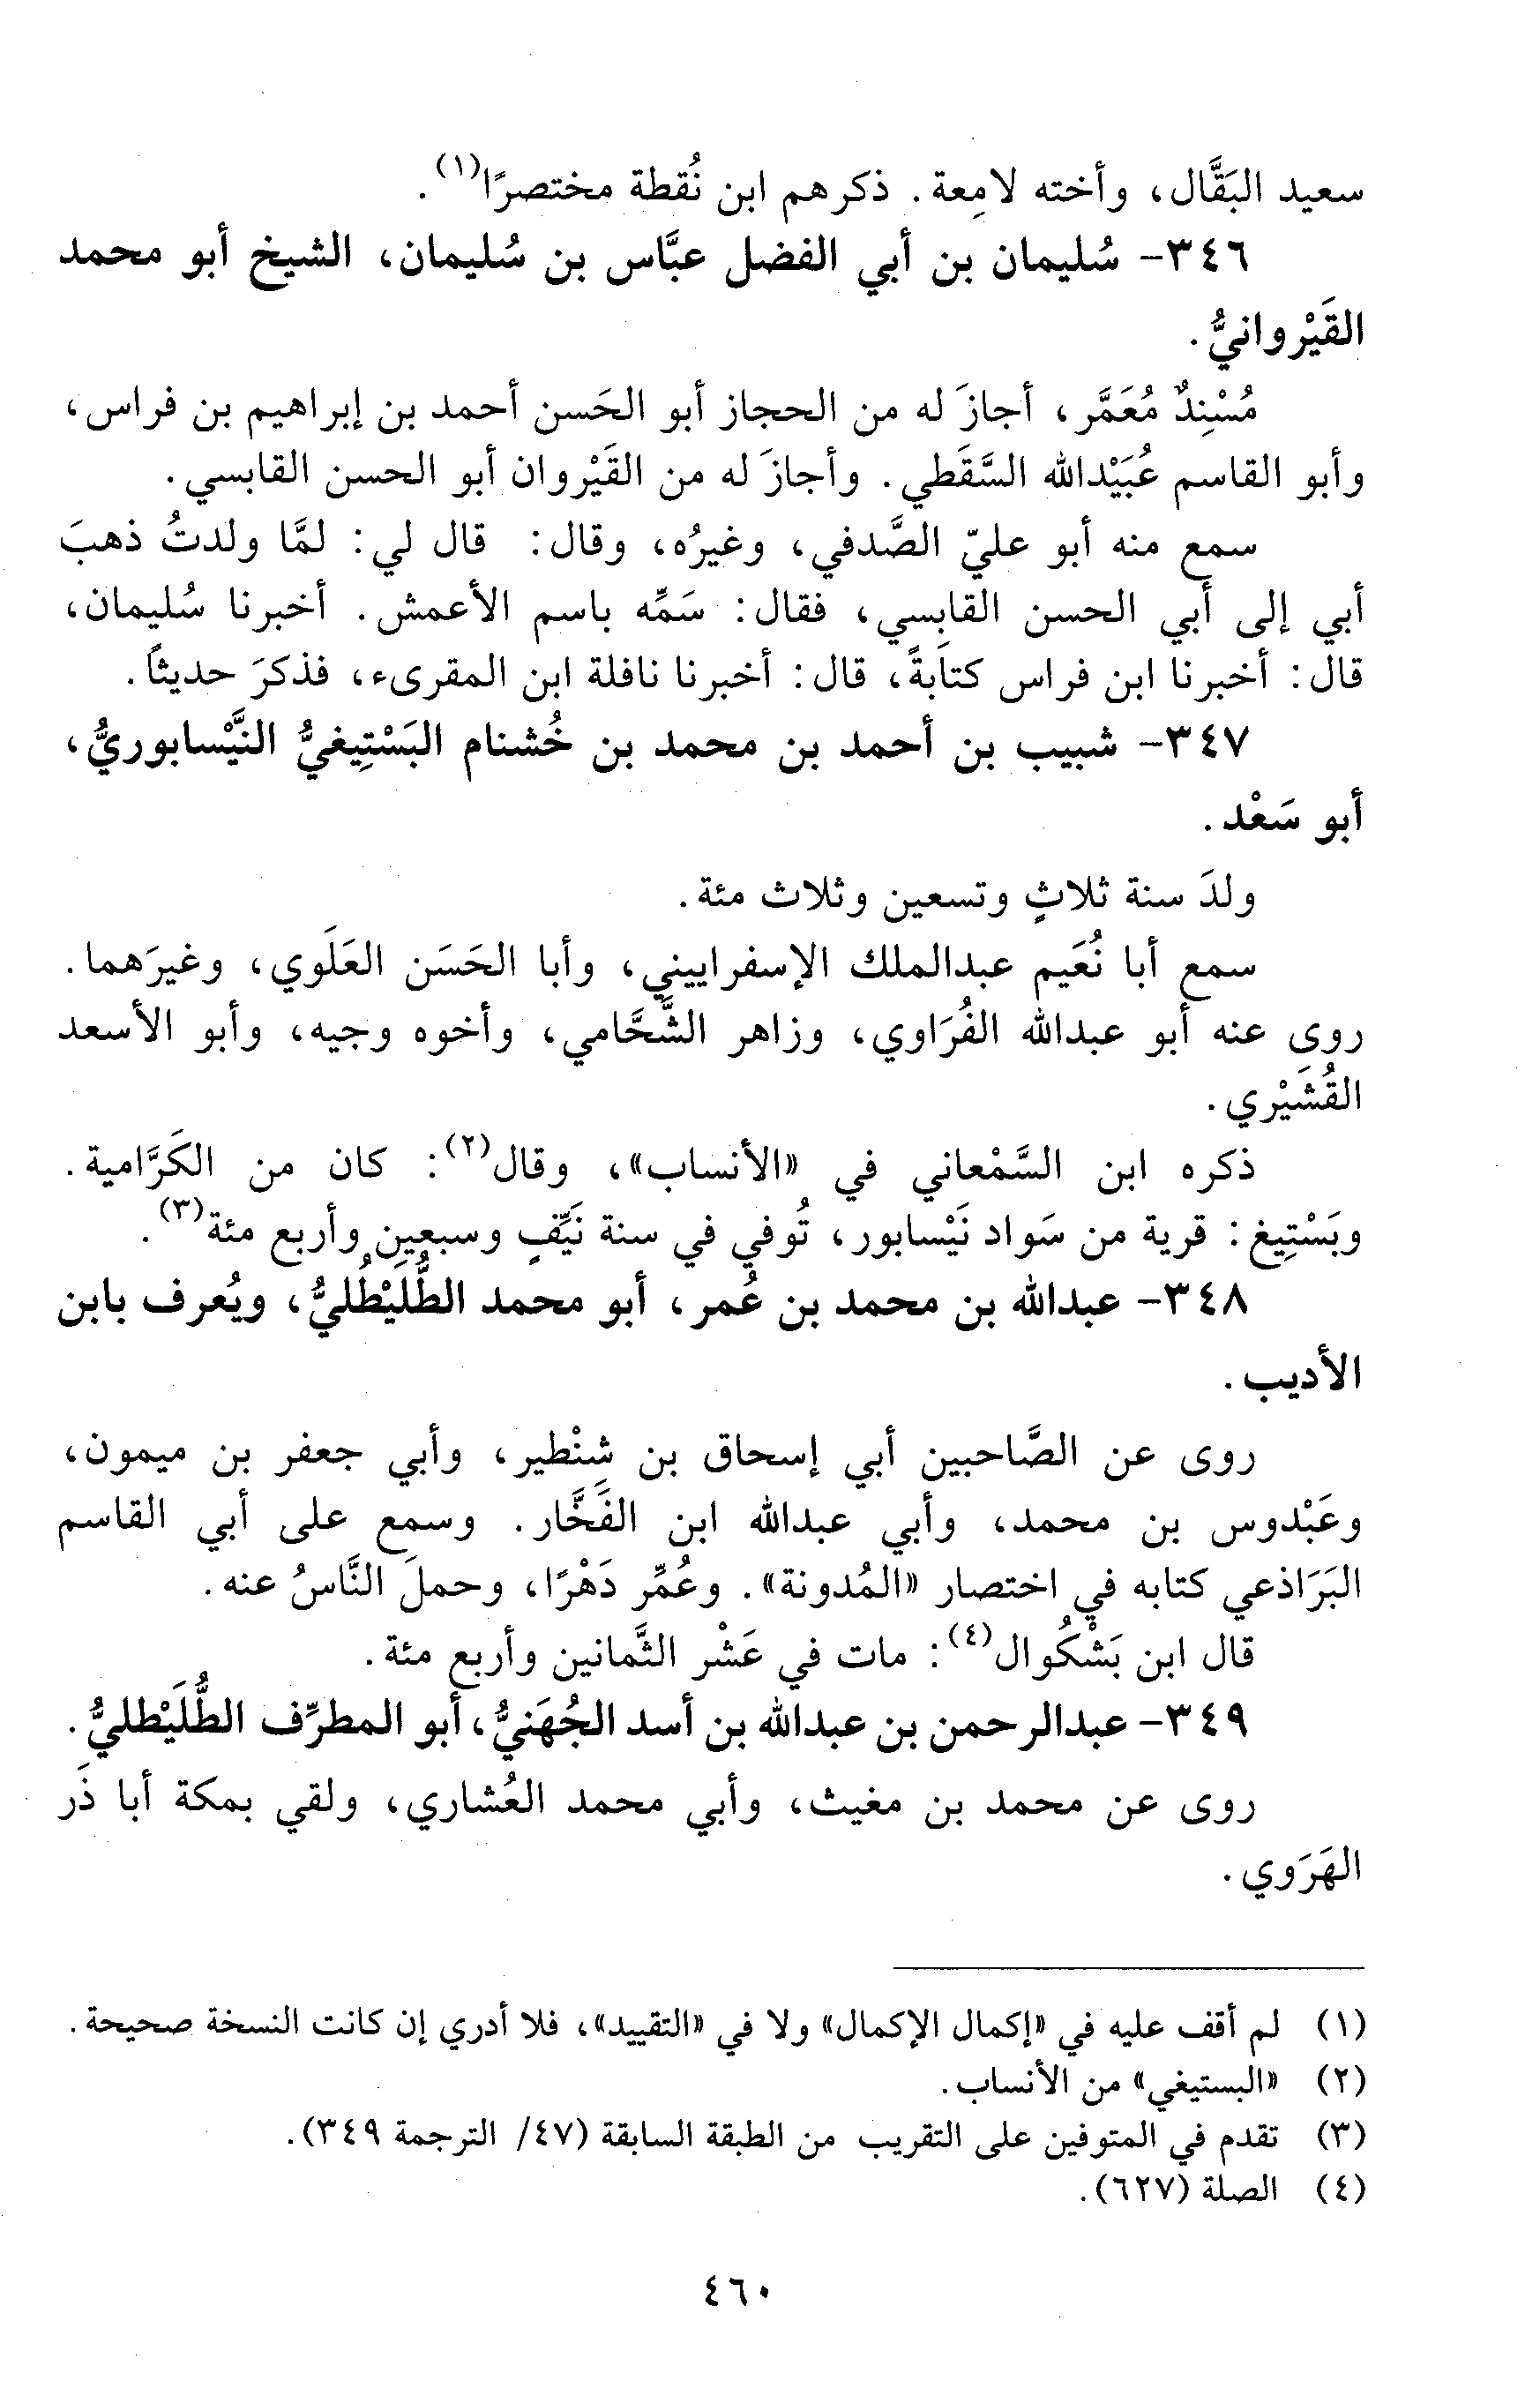 سعيد البَقَّال، وأخته لامِعة. ذكرهم ابن نُقطة مختصرًا(١).
٣٤٦- سُليمان بن أبي الفضل عبَّاس بن سُليمان، الشيخ أبو محمد
القَيْروانيُّ.
مُسْنِدٌ مُعَمَّر، أجازَ له من الحجاز أبو الحَسن أحمد بن إبراهيم بن فراس،
وأبو القاسم عُبَيْدالله السَّقَطي. وأجازَ له من القَيْروان أبو الحسن القابسي.
سمع منه أبو عليّ الصَّدفي، وغيرُه، وقال: قال لي: لمَّا ولدتُ ذهبَ
أبي إلى أبي الحسن القابِسي، فقال: سَمِّه باسم الأعمش. أخبرنا سُليمان،
قال: أخبرنا ابن فراس كتابةً، قال: أخبرنا نافلة ابن المقرىء، فذكرَ حديثًا.
٣٤٧- شبيب بن أحمد بن محمد بن خُشنام البَسْتِيغيُّ النَّيْسابوريُّ،
أبو سَعْد.
ولدَ سنة ثلاثٍ وتسعين وثلاث مئة.
سمع أبا نُعَيم عبدالملك الإسفراييني، وأبا الحَسَن العَلَوي، وغيرَهما.
روى عنه أبو عبدالله الفُرَاوي، وزاهر الشَّحَّامي، وأخوه وجيه، وأبو الأسعد
القُشَيْري.
ذكره ابن السَّمْعاني في «الأنساب»، وقال(٢): كان من الكَرَّامية.
وبَسْتِيغ: قرية من سَواد نَيْسابور، تُوفي في سنة نَيِّفٍ وسبعين وأربع مئة(٣).
٣٤٨- عبدالله بن محمد بن عُمر، أبو محمد الطُّلَيْطُليُّ، ويُعرف بابن
الأديب.
روى عن الصَّاحبين أبي إسحاق بن شِنْطير، وأبي جعفر بن ميمون،
وعَبْدوس بن محمد، وأبي عبدالله ابن الفَخَّار. وسمع على أبي القاسم
البَرَاذعي كتابه في اختصار «المُدونة». وعُمِّر دَهْرًا، وحملَ النَّاسُ عنه.
قال ابن بَشْكُوال(٤): مات في عَشْر الثَّمانين وأربع مئة.
٣٤٩- عبدالرحمن بن عبدالله بن أسد الجُهَنيُّ، أبو المطرِّف الطُّلَيْطليُّ.
روى عن محمد بن مغيث، وأبي محمد العُشاري، ولقي بمكة أبا ذَر
الهَرَوي.
(١) لم أقف عليه في «إكمال الإكمال» ولا في «التقييد»، فلا أدري إن كانت النسخة صحيحة.
(٢) «البستيغي» من الأنساب.
(٣) تقدم في المتوفين على التقريب من الطبقة السابقة (٤٧/ الترجمة ٣٤٩).
(٤) الصلة (٦٢٧).
٤٦٠